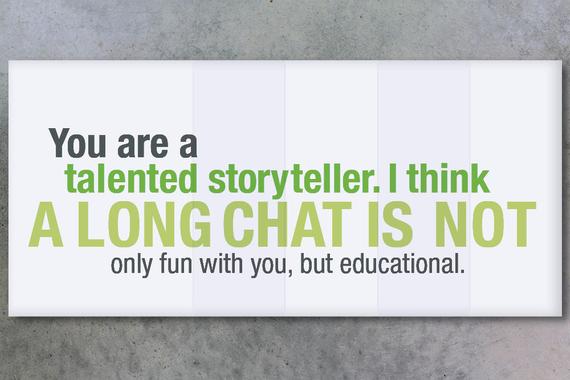 You are a
talented storyteller. I think
A LONG CHAT IS NOT
only fun with you, but educational.